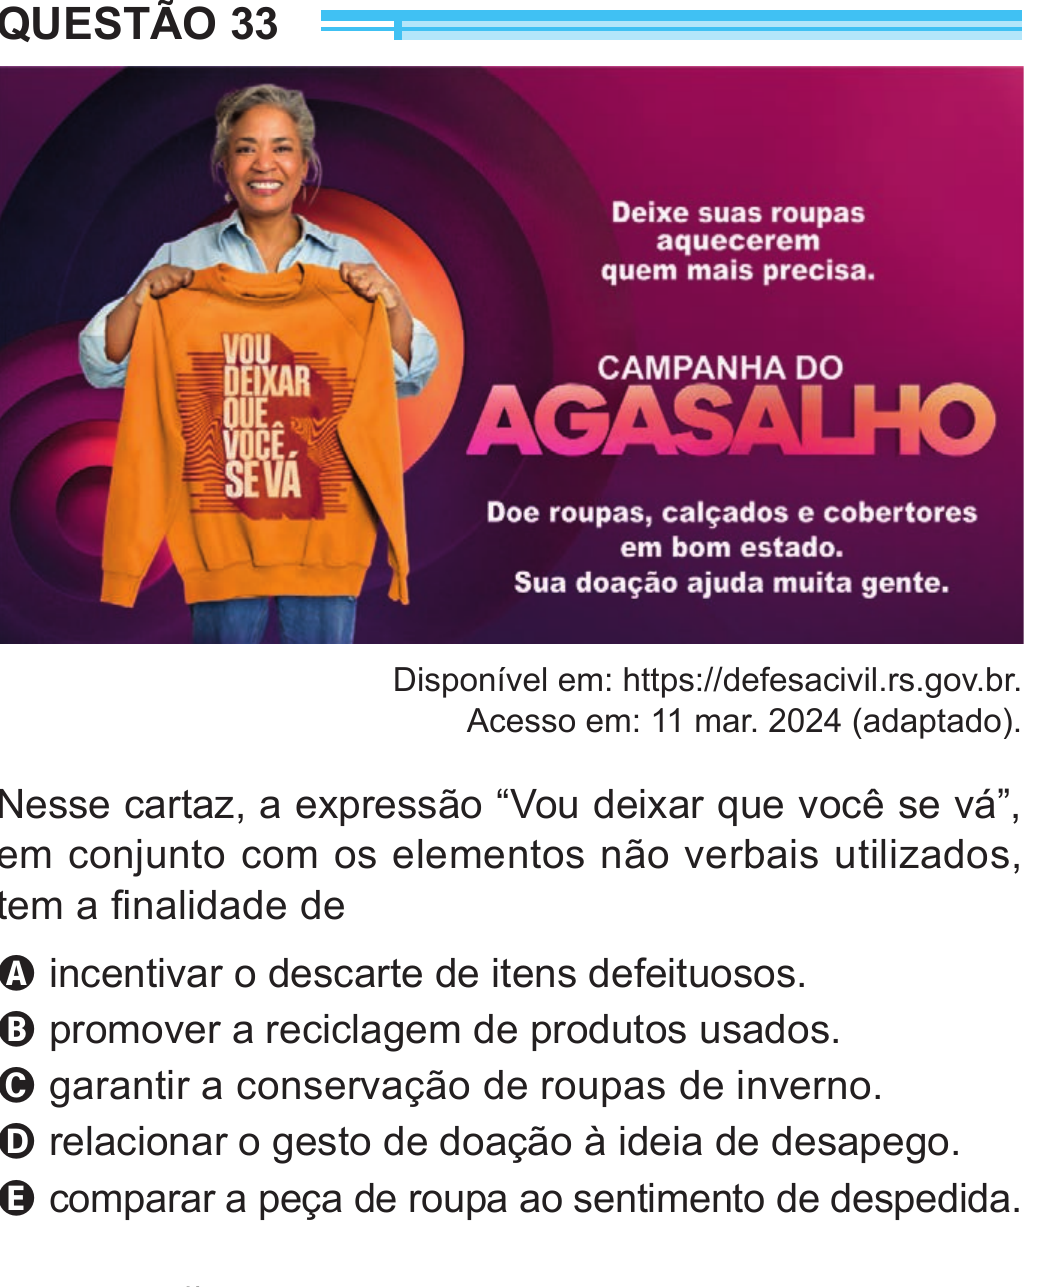 QUESTÃO 33
VOU
DEIXAR
QUE
VOCÊ
SE VÁ
Deixe suas roupas
aquecerem
quem mais precisa.
CAMPANHA DO
AGASALHO
Doe roupas, calçados e cobertores
em bom estado.
Sua doação ajuda muita gente.
Disponível em: https://defesacivil.rs.gov.br.
Acesso em: 11 mar. 2024 (adaptado).
Nesse cartaz, a expressão “Vou deixar que você se vá”,
em conjunto com os elementos não verbais utilizados,
tem a finalidade de
A incentivar o descarte de itens defeituosos.
B promover a reciclagem de produtos usados.
C garantir a conservação de roupas de inverno.
D relacionar o gesto de doação à ideia de desapego.
E comparar a peça de roupa ao sentimento de despedida.